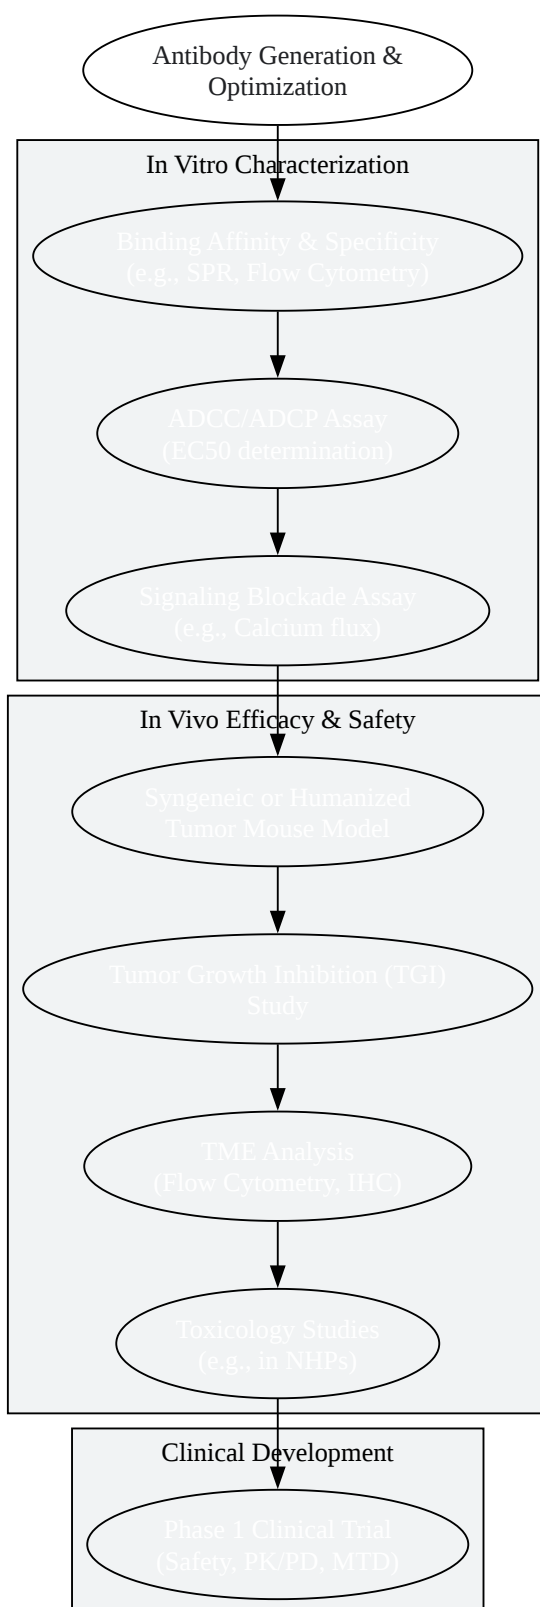 Antibody Generation &
Optimization
In Vitro Characterization
Binding Affinity & Specificity
(e.g., SPR, Flow Cytometry)
ADCC/ADCP Assay
(EC50 determination)
Signaling Blockade Assay
(e.g., Calcium flux)
In Vivo Efficacy & Safety
Syngeneic or Humanized
Tumor Mouse Model
Tumor Growth Inhibition (TGI)
Study
TME Analysis
(Flow Cytometry, IHC)
Toxicology Studies
(e.g., in NHPs)
Clinical Development
Phase 1 Clinical Trial
(Safety, PK/PD, MTD)